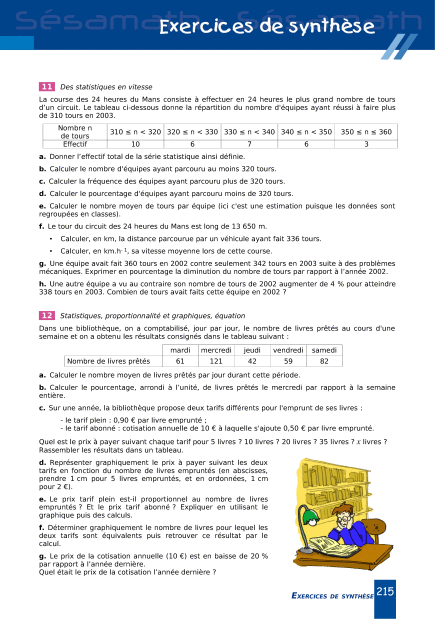 Sésamath Sésamath
Exercices de synthèse
11 Des statistiques en vitesse
La course des 24 heures du Mans consiste à effectuer en 24 heures le plus grand nombre de tours
d'un circuit. Le tableau ci-dessous donne la répartition du nombre d'équipes ayant réussi à faire plus
de 310 tours en 2003.
Nombre n
de tours
310 ≤ n < 320 320 ≤ n < 330 330 ≤ n < 340 340 ≤ n < 350 350 ≤ n ≤ 360
Effectif 10 6 7 6 3
a. Donner l'effectif total de la série statistique ainsi définie.
b. Calculer le nombre d'équipes ayant parcouru au moins 320 tours.
c. Calculer la fréquence des équipes ayant parcouru plus de 320 tours.
d. Calculer le pourcentage d'équipes ayant parcouru moins de 330 tours.
e. Calculer le nombre moyen de tours par équipe (ici c'est une estimation puisque les données sont
regroupées en classes).
f. Le tour du circuit des 24 heures du Mans est long de 13 650 m.
• Calculer, en km, la distance parcourue par un véhicule ayant fait 336 tours.
• Calculer, en km.h⁻¹, sa vitesse moyenne lors de cette course.
g. Une équipe avait fait 360 tours en 2002 contre seulement 342 tours en 2003 suite à des problèmes
mécaniques. Exprimer en pourcentage la diminution du nombre de tours par rapport à l'année 2002.
h. Une autre équipe a vu au contraire son nombre de tours de 2002 augmenter de 4 % pour atteindre
338 tours en 2003. Combien de tours avait faits cette équipe en 2002 ?
12 Statistiques, proportionnalité et graphiques, équation
Dans une bibliothèque, on a comptabilisé, jour par jour, le nombre de livres prêtés au cours d'une
semaine et on a obtenu les résultats consignés dans le tableau suivant :
mardi mercredi jeudi vendredi samedi
Nombre de livres prêtés 61 121 42 59 82
a. Calculer le nombre moyen de livres prêtés par jour durant cette période.
b. Calculer le pourcentage, arrondi à l'unité, de livres prêtés le mercredi par rapport à la semaine
entière.
c. Sur une année, la bibliothèque propose deux tarifs différents pour l'emprunt de ses livres :
- le tarif plein : 0,90 € par livre emprunté ;
- le tarif abonné : cotisation annuelle de 10 € à laquelle s'ajoute 0,50 € par livre emprunté.
Quel est le prix à payer suivant chaque tarif pour 5 livres ? 10 livres ? 20 livres ? 35 livres ? x livres ?
Rassembler les résultats dans un tableau.
d. Représenter graphiquement le prix à payer suivant les deux
tarifs en fonction du nombre de livres empruntés (en abscisses,
prendre 1 cm pour 5 livres empruntés, et en ordonnées, 1 cm
pour 2 €).
e. Le prix tarif plein est-il proportionnel au nombre de livres
empruntés ? Et le prix tarif abonné ? Expliquer en utilisant le
graphique puis des calculs.
f. Déterminer graphiquement le nombre de livres pour lequel les
deux tarifs sont équivalents puis retrouver ce résultat par le
calcul.
g. Le prix de la cotisation annuelle (10 €) est en baisse de 20 %
par rapport à l'année dernière.
Quel était le prix de la cotisation l'année dernière ?
EXERCICES DE SYNTHÈSE 215